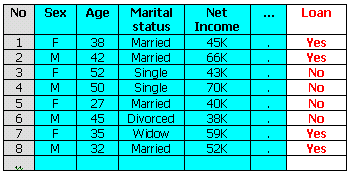 No Sex Age Marital status Net Income ... Loan
1 F 38 Married 45K . Yes
2 M 42 Married 66K . Yes
3 F 52 Single 43K . No
4 M 50 Single 70K . No
5 F 27 Married 40K . No
6 M 45 Divorced 38K . No
7 F 35 Widow 59K . Yes
8 M 32 Married 52K . Yes
..